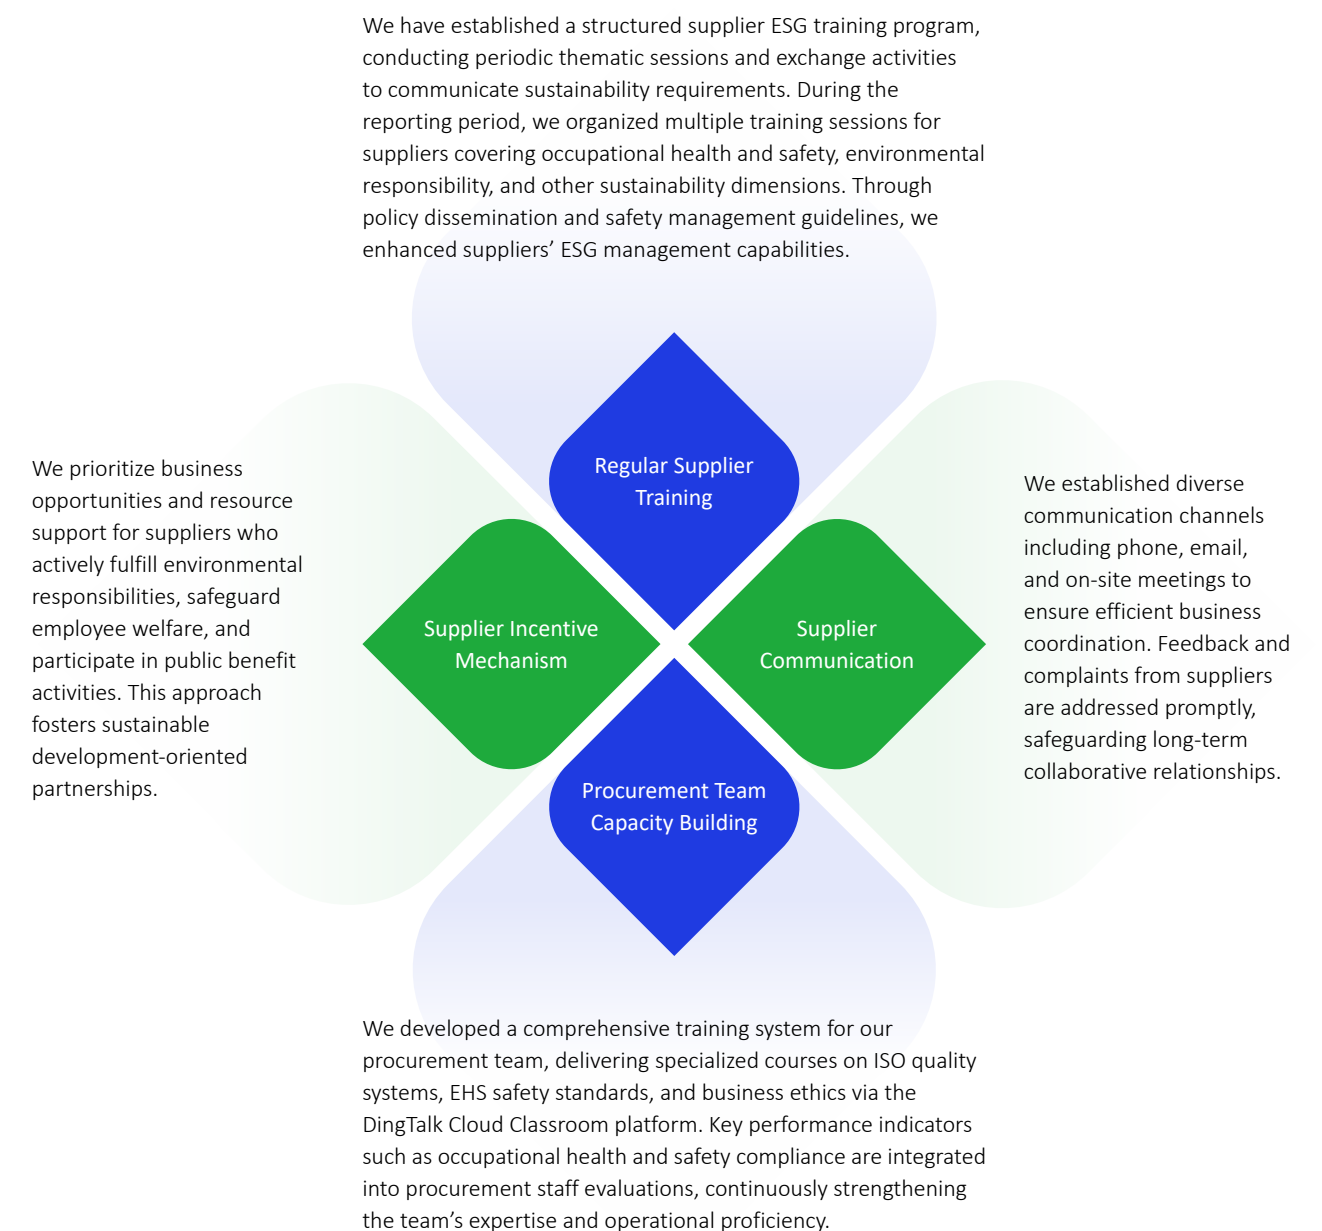 We have established a structured supplier ESG training program,
conducting periodic thematic sessions and exchange activities
to communicate sustainability requirements. During the
reporting period, we organized multiple training sessions for
suppliers covering occupational health and safety, environmental
responsibility, and other sustainability dimensions. Through
policy dissemination and safety management guidelines, we
enhanced suppliers’ ESG management capabilities.
Regular Supplier
Training
We prioritize business
opportunities and resource
support for suppliers who
actively fulfill environmental
responsibilities, safeguard
employee welfare, and
participate in public benefit
activities. This approach
fosters sustainable
development-oriented
partnerships.
Supplier Incentive
Mechanism
Supplier
Communication
We established diverse
communication channels
including phone, email,
and on-site meetings to
ensure efficient business
coordination. Feedback and
complaints from suppliers
are addressed promptly,
safeguarding long-term
collaborative relationships.
Procurement Team
Capacity Building
We developed a comprehensive training system for our
procurement team, delivering specialized courses on ISO quality
systems, EHS safety standards, and business ethics via the
DingTalk Cloud Classroom platform. Key performance indicators
such as occupational health and safety compliance are integrated
into procurement staff evaluations, continuously strengthening
the team’s expertise and operational proficiency.